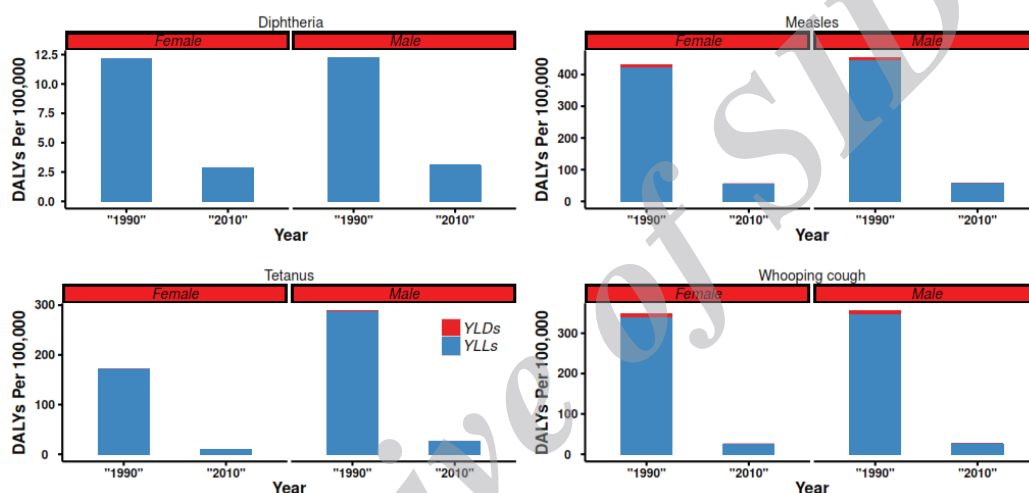 Diphtheria
Female Male
DALYs Per 100,000
12.5
10.0
7.5
5.0
2.5
0.0
"1990" "2010" "1990" "2010"
Year
Measles
Female Male
DALYs Per 100,000
400
300
200
100
0
"1990" "2010" "1990" "2010"
Year
Tetanus
Female Male
DALYs Per 100,000
300
200
100
0
YLDs
YLLs
"1990" "2010" "1990" "2010"
Year
Whooping cough
Female Male
DALYs Per 100,000
300
200
100
0
"1990" "2010" "1990" "2010"
Year
ive of SID